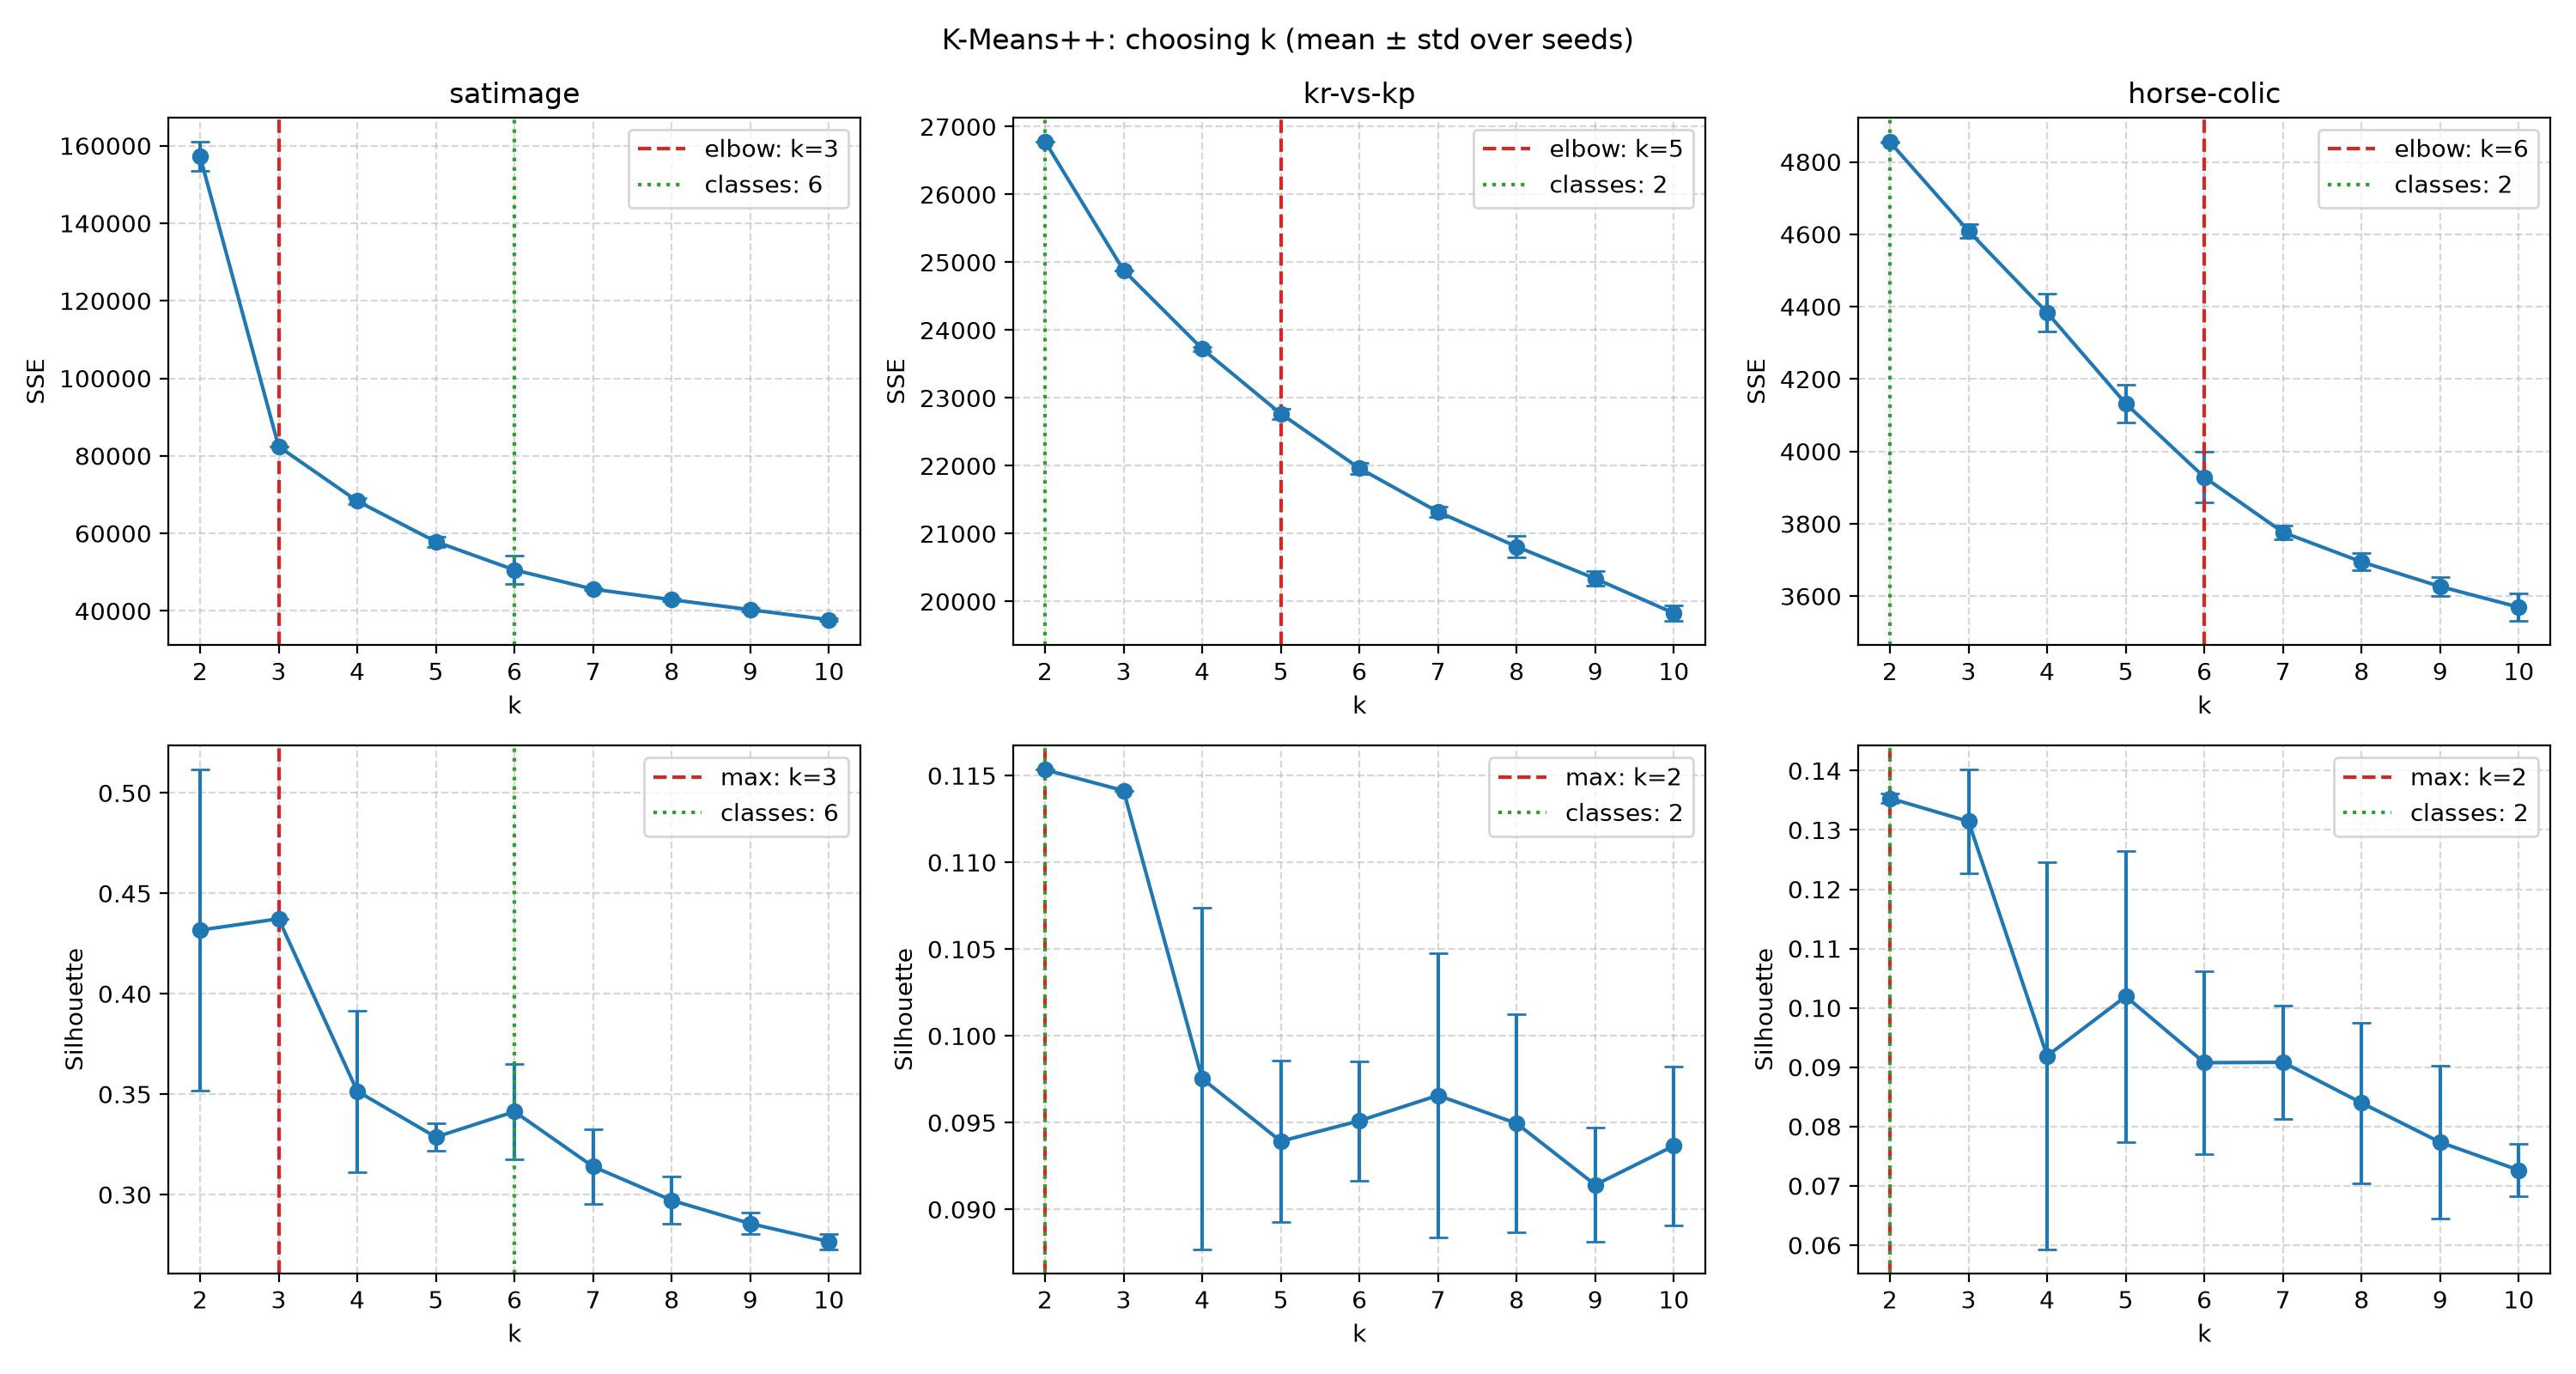 K-Means++: choosing k (mean ± std over seeds)
satimage
160000
140000
120000
100000
80000
60000
40000
SSE
2 3 4 5 6 7 8 9 10
k
elbow: k=3
classes: 6
kr-vs-kp
27000
26000
25000
24000
23000
22000
21000
20000
SSE
2 3 4 5 6 7 8 9 10
k
elbow: k=5
classes: 2
horse-colic
4800
4600
4400
4200
4000
3800
3600
SSE
2 3 4 5 6 7 8 9 10
k
elbow: k=6
classes: 2
0.50
0.45
0.40
0.35
0.30
Silhouette
2 3 4 5 6 7 8 9 10
k
max: k=3
classes: 6
0.115
0.110
0.105
0.100
0.095
0.090
Silhouette
2 3 4 5 6 7 8 9 10
k
max: k=2
classes: 2
0.14
0.13
0.12
0.11
0.10
0.09
0.08
0.07
0.06
Silhouette
2 3 4 5 6 7 8 9 10
k
max: k=2
classes: 2